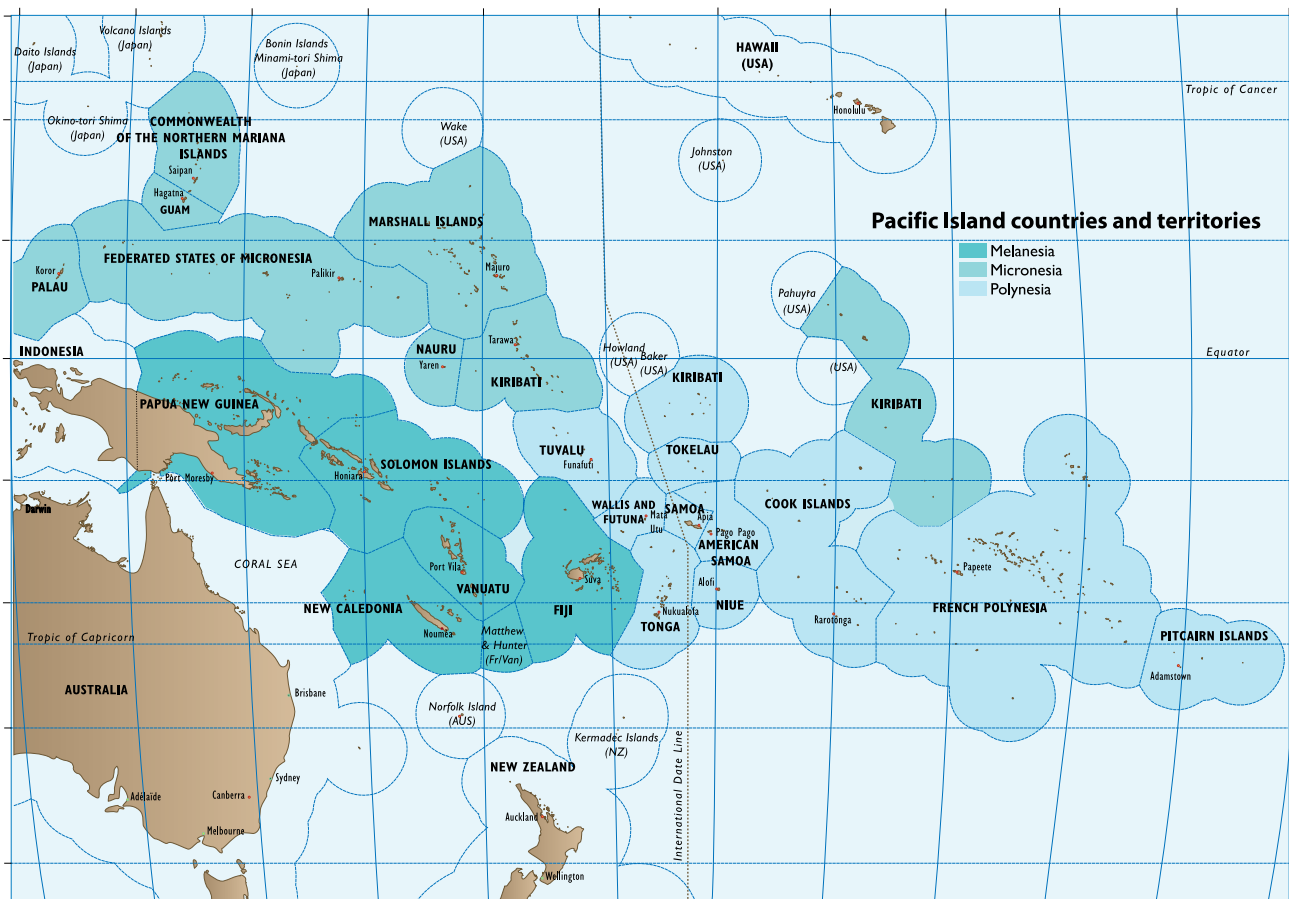 Volcano Islands
(Japan)
Daito Islands
(Japan)
Bonin Islands
Minami-tori Shima
(Japan)
HAWAII
(USA)
Tropic of Cancer
Honolulu
Okino-tori Shima
(Japan)
COMMONWEALTH
OF THE NORTHERN MARIANA
ISLANDS
Saipan
Wake
(USA)
Johnston
(USA)
Hagatna
GUAM
MARSHALL ISLANDS
Majuro
Pacific Island countries and territories
Melanesia
Micronesia
Polynesia
FEDERATED STATES OF MICRONESIA
Palikir
Koror
PALAU
Pahuyra
(USA)
INDONESIA
NAURU
Yaren
Tarawa
KIRIBATI
Howland
(USA)
Baker
(USA)
KIRIBATI
(USA)
Equator
KIRIBATI
PAPUA NEW GUINEA
Port Moresby
SOLOMON ISLANDS
Honiara
TUVALU
Funafuti
TOKELAU
WALLIS AND
FUTUNA
Mata
Utu
SAMOA
Apia
Pago Pago
AMERICAN
SAMOA
COOK ISLANDS
Darwin
CORAL SEA
Port Vila
VANUATU
Suva
FIJI
Alofi
NIUE
Papeete
FRENCH POLYNESIA
NEW CALEDONIA
Noumea
Matthew
& Hunter
(Fr/Van)
Nukualofa
TONGA
Rarotonga
PITCAIRN ISLANDS
Adamstown
Tropic of Capricorn
AUSTRALIA
Brisbane
Norfolk Island
(AUS)
Kermadec Islands
(NZ)
International Date Line
NEW ZEALAND
Sydney
Canberra
Adelaide
Melbourne
Auckland
Wellington